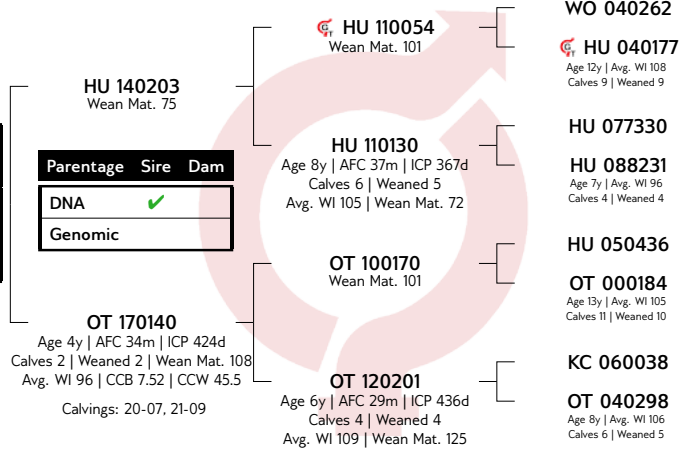 WO 040262
HU 110054
Wean Mat. 101
HU 040177
Age 12y | Avg. WI 108
Calves 9 | Weaned 9
HU 140203
Wean Mat. 75
HU 077330
HU 110130
Age 8y | AFC 37m | ICP 367d
Calves 6 | Weaned 5
Avg. WI 105 | Wean Mat. 72
HU 088231
Age 7y | Avg. WI 96
Calves 4 | Weaned 4
Parentage Sire Dam
DNA ✔
Genomic
HU 050436
OT 100170
Wean Mat. 101
OT 000184
Age 13y | Avg. WI 105
Calves 11 | Weaned 10
OT 170140
Age 4y | AFC 34m | ICP 424d
Calves 2 | Weaned 2 | Wean Mat. 108
Avg. WI 96 | CCB 7.52 | CCW 45.5
Calvings: 20-07, 21-09
KC 060038
OT 120201
Age 6y | AFC 29m | ICP 436d
Calves 4 | Weaned 4
Avg. WI 109 | Wean Mat. 125
OT 040298
Age 8y | Avg. WI 106
Calves 6 | Weaned 5